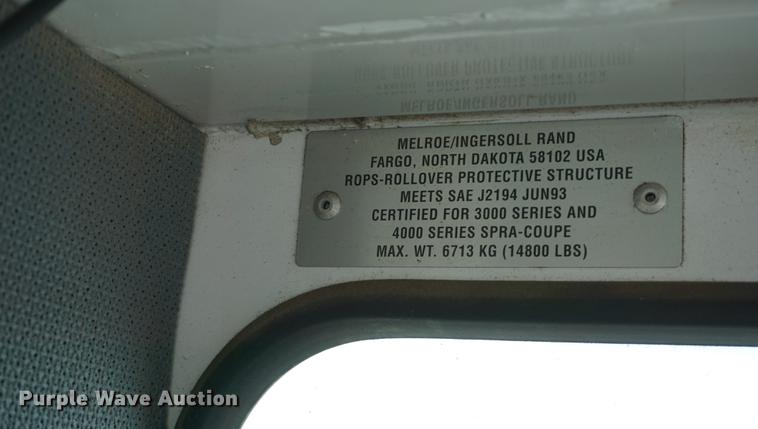 MELROE/INGERSOLL RAND
FARGO, NORTH DAKOTA 58102 USA
ROPS-ROLLOVER PROTECTIVE STRUCTURE
MEETS SAE J2194 JUN93
CERTIFIED FOR 3000 SERIES AND
4000 SERIES SPRA-COUPE
MAX. WT. 6713 KG (14800 LBS)
Purple Wave Auction